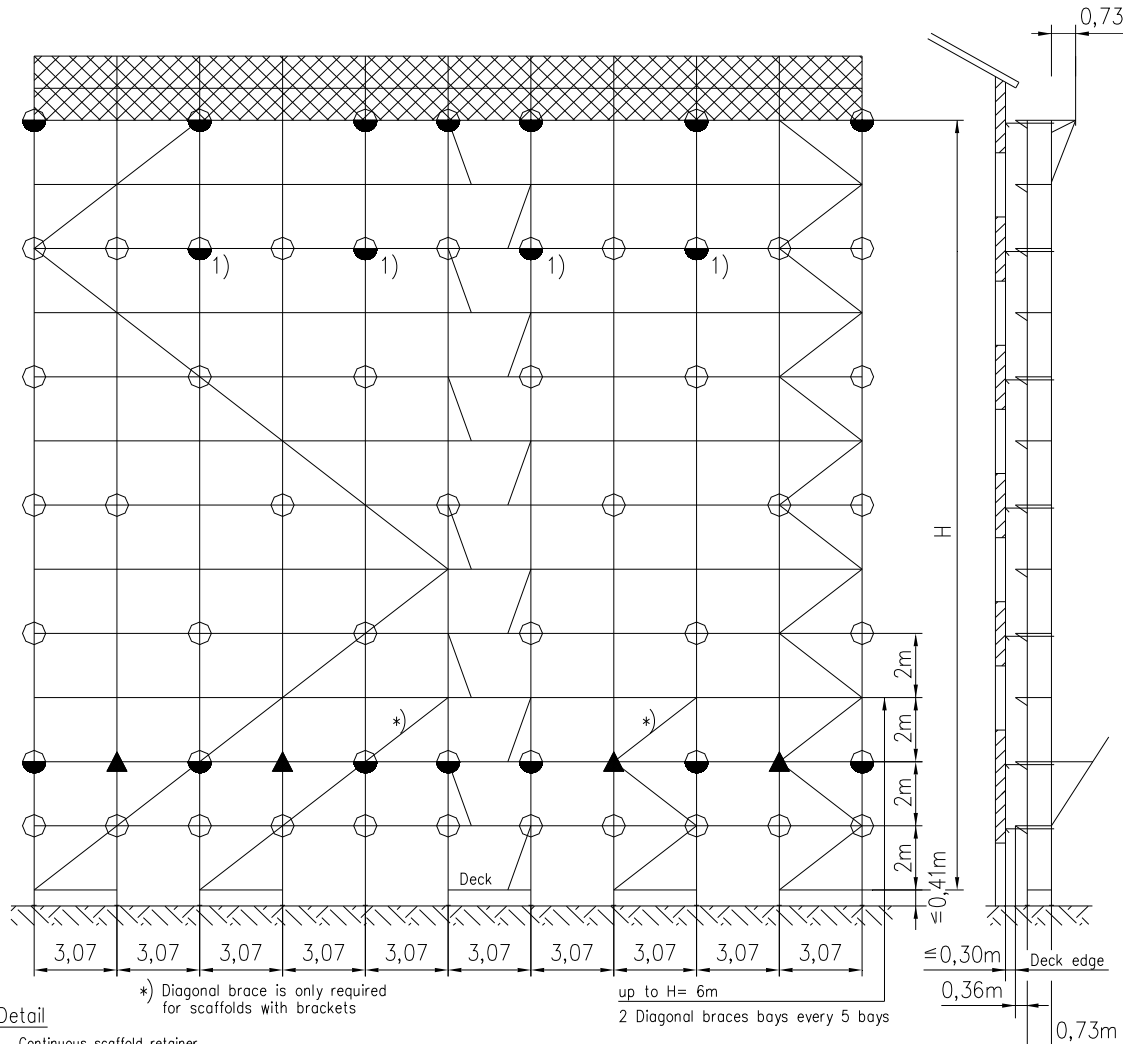 0,73
1)
1)
1)
1)
H
*)
*)
2m
2m
2m
2m
≤0,41m
Deck
3,07
3,07
3,07
3,07
3,07
3,07
3,07
3,07
3,07
3,07
≤0,30m
Deck edge
*) Diagonal brace is only required
for scaffolds with brackets
up to H= 6m
2 Diagonal braces bays every 5 bays
0,36m
0,73m
Detail
Continuous scaffold retainer